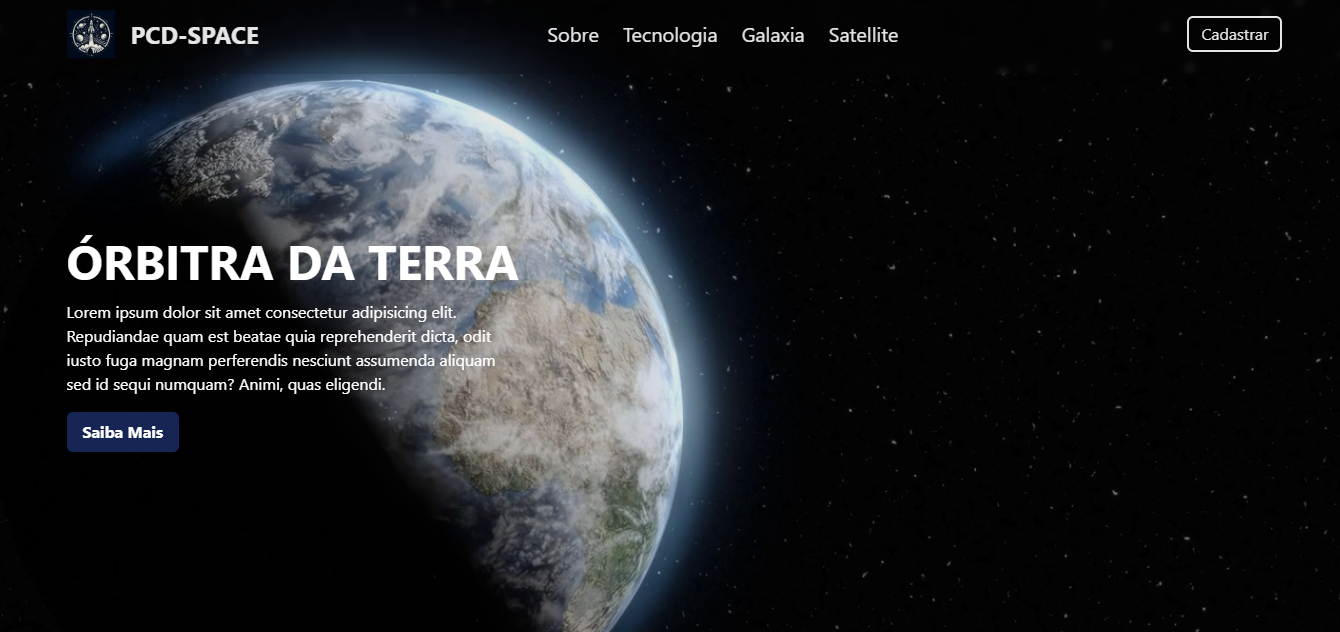 PCD-SPACE
Sobre Tecnologia Galaxia Satellite
Cadastrar
ÓRBITRA DA TERRA
Lorem ipsum dolor sit amet consectetur adipisicing elit.
Repudiandae quam est beatae quia reprehenderit dicta, odit
iusto fuga magnam perferendis nesciunt assumenda aliquam
sed id sequi numquam? Animi, quas eligendi.
Saiba Mais